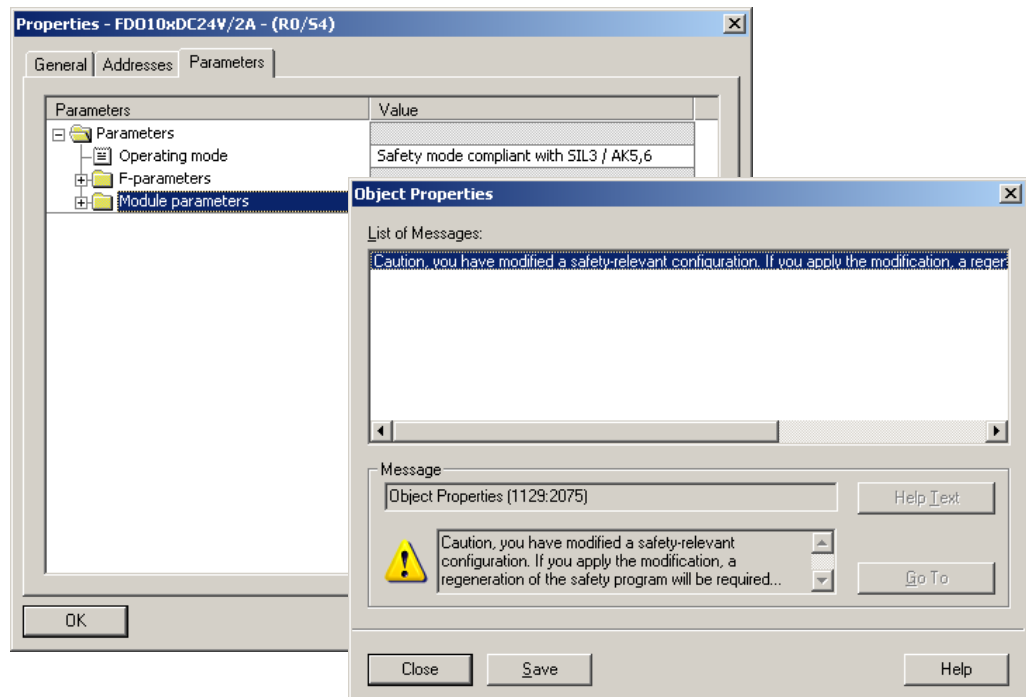 Properties - FDO10xDC24V/2A - (R0/S4)
General Addresses Parameters
Parameters Value
Parameters
Operating mode Safety mode compliant with SIL3 / AK5,6
F-parameters
Module parameters
Object Properties
List of Messages:
Caution, you have modified a safety-relevant configuration. If you apply the modification, a reger
Message
Object Properties (1129:2075)
Help Text
Caution, you have modified a safety-relevant
configuration. If you apply the modification, a
regeneration of the safety program will be required...
Go To
OK
Close Save Help